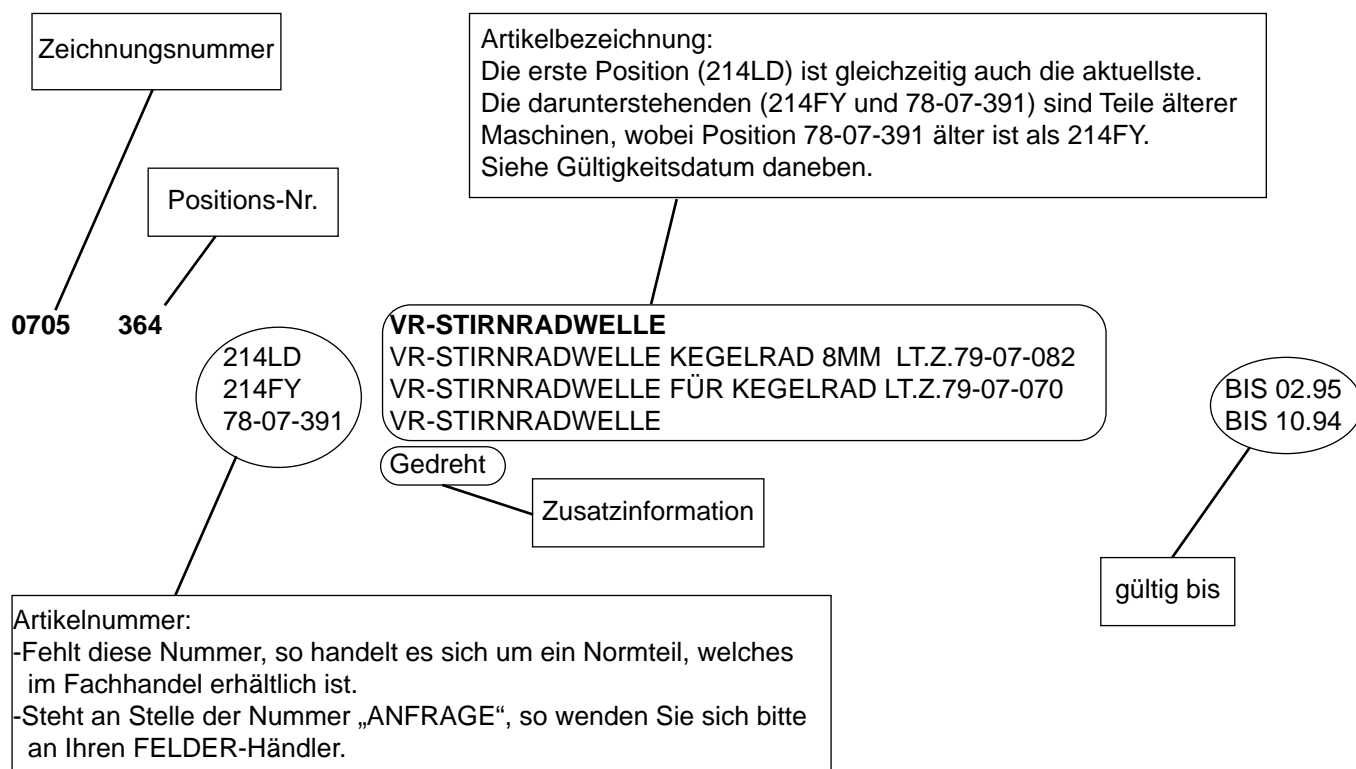 Zeichnungsnummer
Artikelbezeichnung:
Die erste Position (214LD) ist gleichzeitig auch die aktuellste.
Die darunterstehenden (214FY und 78-07-391) sind Teile älterer
Maschinen, wobei Position 78-07-391 älter ist als 214FY.
Siehe Gültigkeitsdatum daneben.
Positions-Nr.
0705 364 VR-STIRNRADWELLE
214LD VR-STIRNRADWELLE KEGELRAD 8MM LT.Z.79-07-082
214FY VR-STIRNRADWELLE FÜR KEGELRAD LT.Z.79-07-070 BIS 02.95
78-07-391 VR-STIRNRADWELLE BIS 10.94
Gedreht
Zusatzinformation
gültig bis
Artikelnummer:
-Fehlt diese Nummer, so handelt es sich um ein Normteil, welches
im Fachhandel erhältlich ist.
-Steht an Stelle der Nummer „ANFRAGE“, so wenden Sie sich bitte
an Ihren FELDER-Händler.